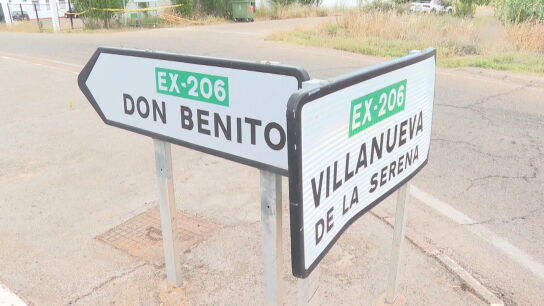 EX-206
DON BENITO
EX-206
VILLANUEVA
DE LA SERENA